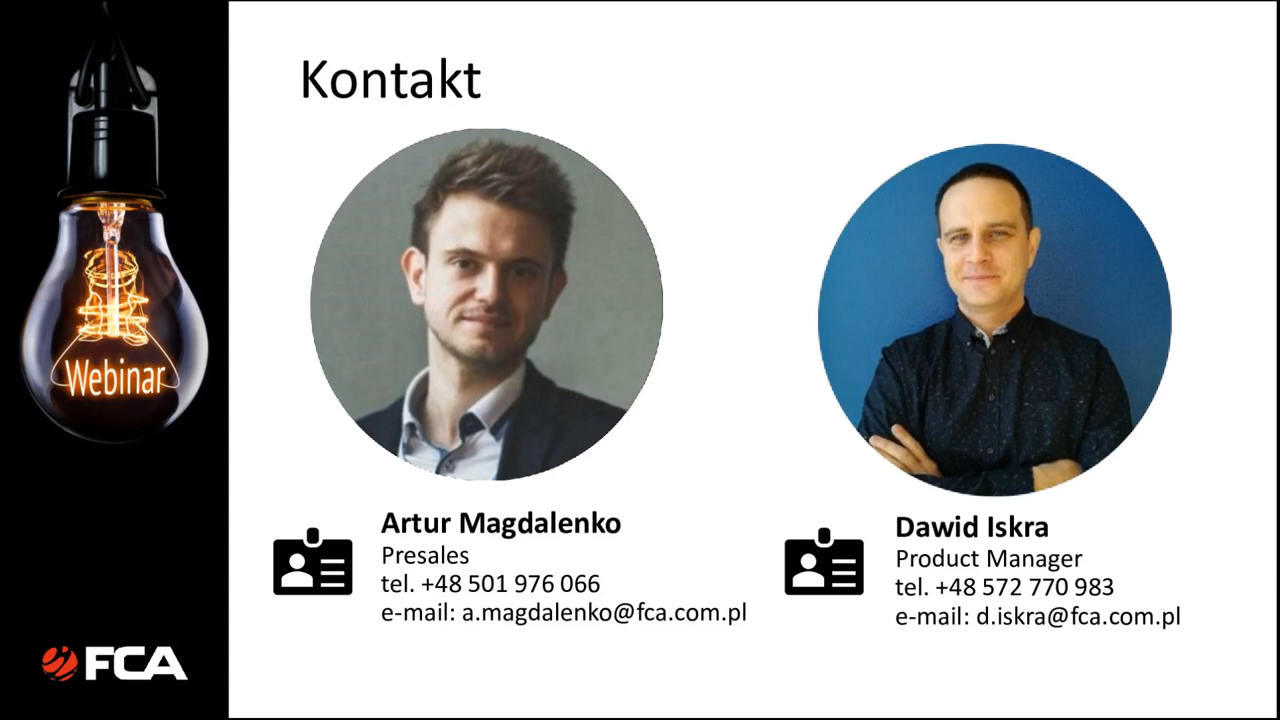 Kontakt
Webinar
Artur Magdalenko
Presales
tel. +48 501 976 066
e-mail: a.magdalenko@fca.com.pl
Dawid Iskra
Product Manager
tel. +48 572 770 983
e-mail: d.iskra@fca.com.pl
FCA